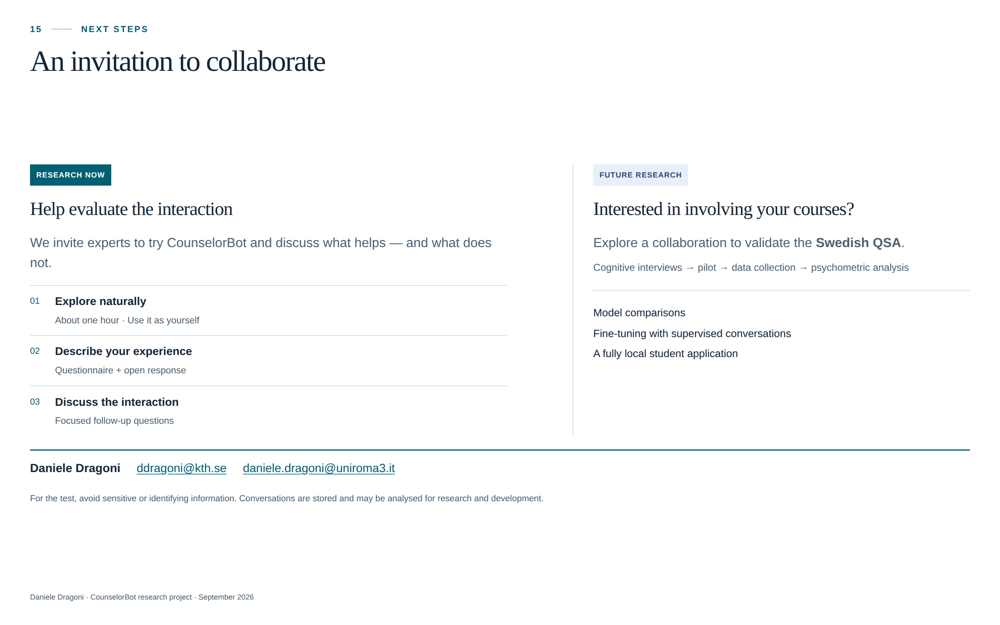 15 NEXT STEPS
An invitation to collaborate
RESEARCH NOW
Help evaluate the interaction
We invite experts to try CounselorBot and discuss what helps — and what does
not.
01 Explore naturally
About one hour · Use it as yourself
02 Describe your experience
Questionnaire + open response
03 Discuss the interaction
Focused follow-up questions
FUTURE RESEARCH
Interested in involving your courses?
Explore a collaboration to validate the Swedish QSA.
Cognitive interviews → pilot → data collection → psychometric analysis
Model comparisons
Fine-tuning with supervised conversations
A fully local student application
Daniele Dragoni ddragoni@kth.se daniele.dragoni@uniroma3.it
For the test, avoid sensitive or identifying information. Conversations are stored and may be analysed for research and development.
Daniele Dragoni · CounselorBot research project · September 2026